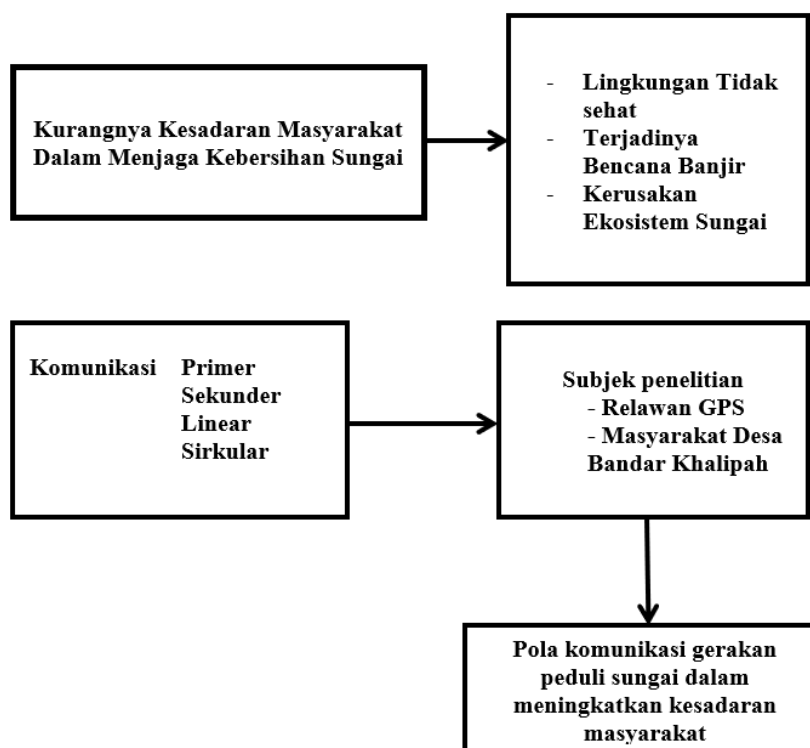 Kurangnya Kesadaran Masyarakat
Dalam Menjaga Kebersihan Sungai
- Lingkungan Tidak
sehat
- Terjadinya
Bencana Banjir
- Kerusakan
Ekosistem Sungai
Komunikasi Primer
Sekunder
Linear
Sirkular
Subjek penelitian
- Relawan GPS
- Masyarakat Desa
Bandar Khalipah
Pola komunikasi gerakan
peduli sungai dalam
meningkatkan kesadaran
masyarakat